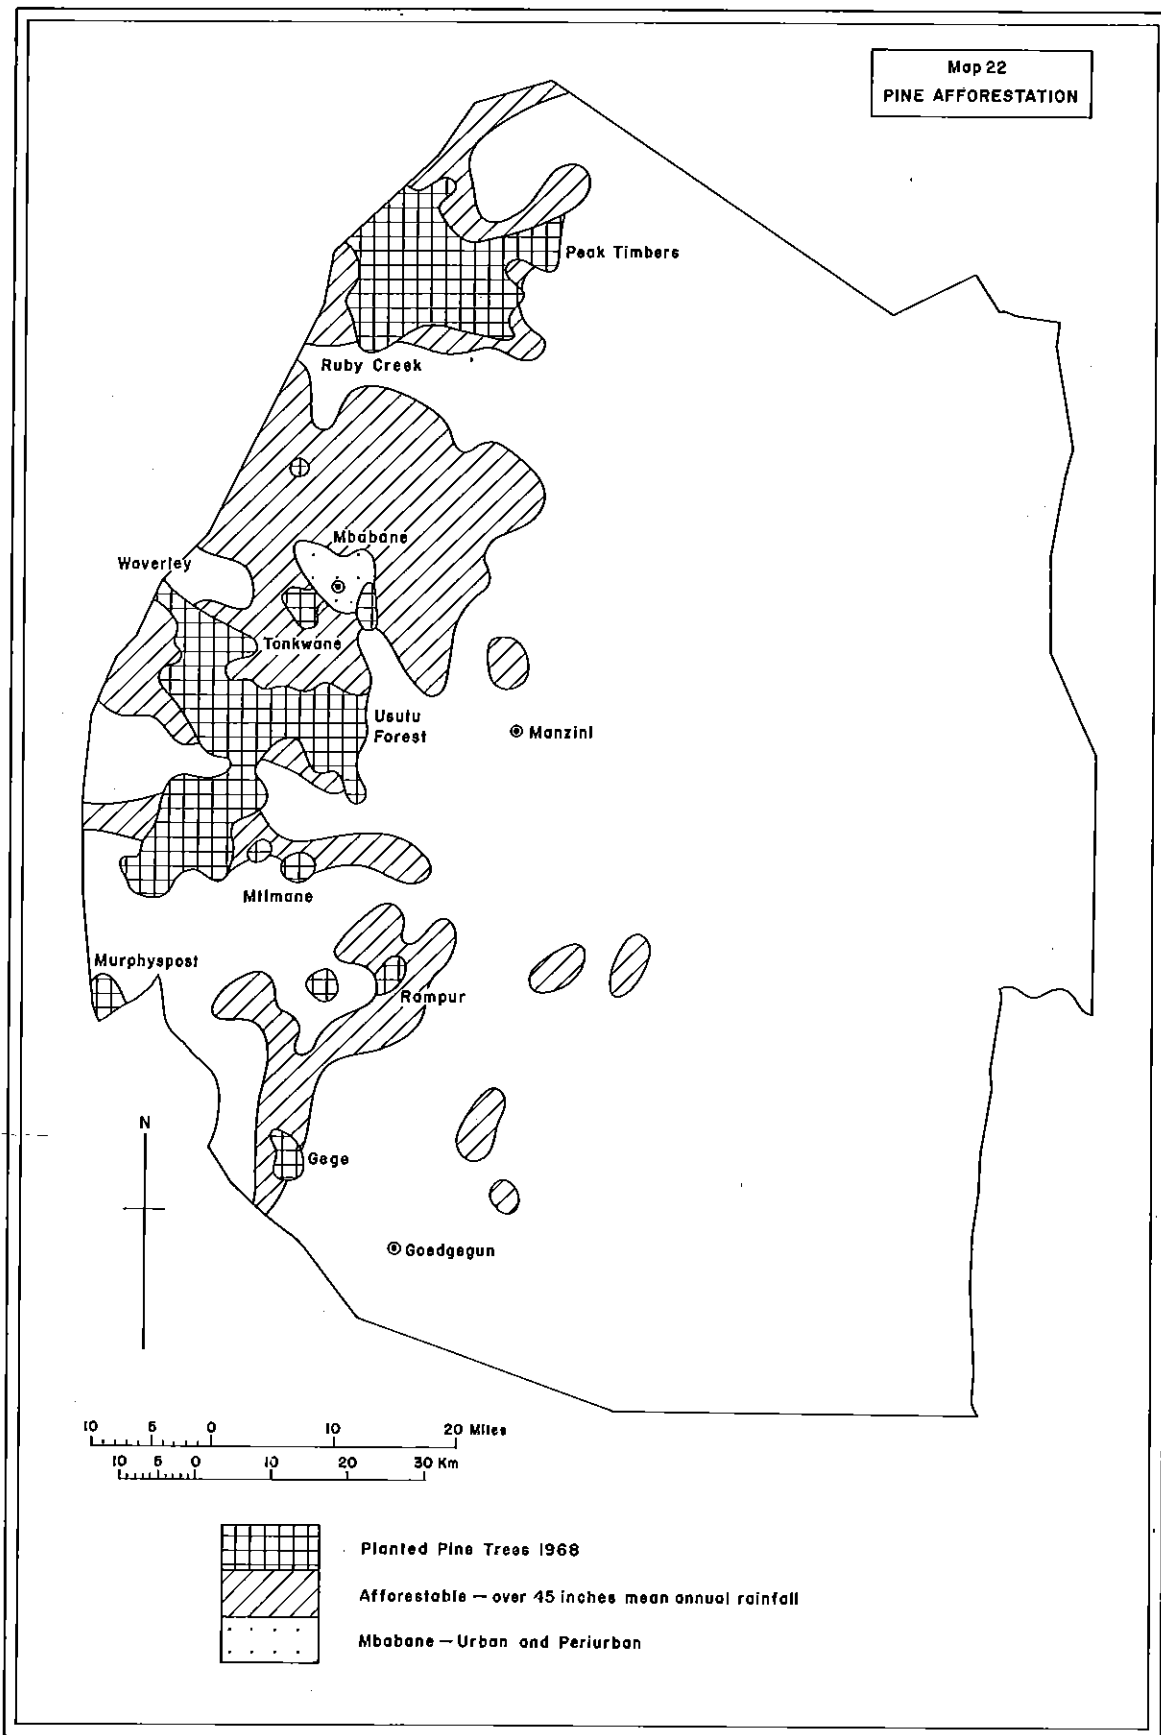 Map 22
PINE AFFORESTATION
Peak Timbers
Ruby Creek
Mbabane
Waverley
Tonkwane
Usutu
Forest
Manzini
Mtimane
Murphyspost
Rampur
N
Gege
Goedgegun
10 5 0 10 20 Miles
10 5 0 10 20 30 Km
Planted Pine Trees 1968
Afforestable — over 45 inches mean annual rainfall
Mbabane — Urban and Periurban